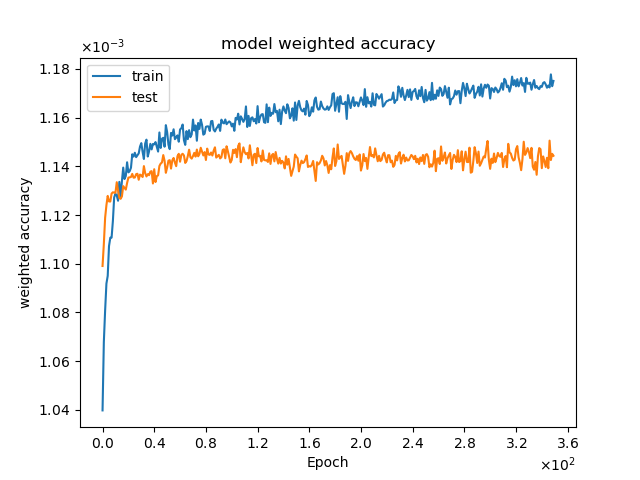 model weighted accuracy
×10⁻³
1.18
1.16
1.14
1.12
1.10
1.08
1.06
1.04
weighted accuracy
train
test
0.0 0.4 0.8 1.2 1.6 2.0 2.4 2.8 3.2 3.6
Epoch
×10²